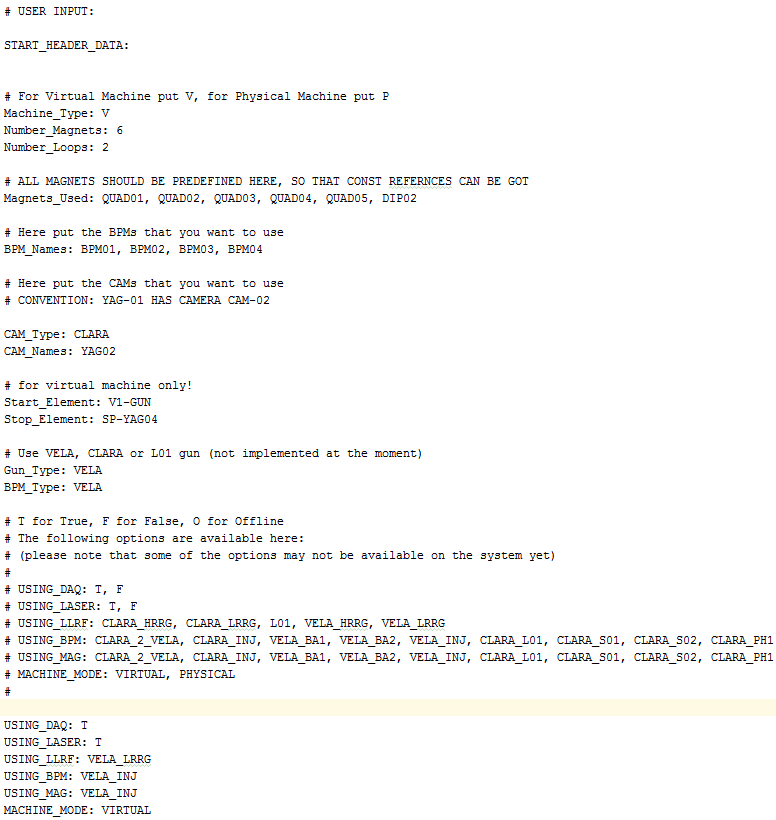 # USER INPUT:
START_HEADER_DATA:
# For Virtual Machine put V, for Physical Machine put P
Machine_Type: V
Number_Magnets: 6
Number_Loops: 2
# ALL MAGNETS SHOULD BE PREDEFINED HERE, SO THAT CONST REFERNCES CAN BE GOT
Magnets_Used: QUAD01, QUAD02, QUAD03, QUAD04, QUAD05, DIP02
# Here put the BPMs that you want to use
BPM_Names: BPM01, BPM02, BPM03, BPM04
# Here put the CAMs that you want to use
# CONVENTION: YAG-01 HAS CAMERA CAM-02
CAM_Type: CLARA
CAM_Names: YAG02
# for virtual machine only!
Start_Element: V1-GUN
Stop_Element: SP-YAG04
# Use VELA, CLARA or L01 gun (not implemented at the moment)
Gun_Type: VELA
BPM_Type: VELA
# T for True, F for False, O for Offline
# The following options are available here:
# (please note that some of the options may not be available on the system yet)
#
# USING_DAQ: T, F
# USING_LASER: T, F
# USING_LLRF: CLARA_HRRG, CLARA_LRRG, L01, VELA_HRRG, VELA_LRRG
# USING_BPM: CLARA_2_VELA, CLARA_INJ, VELA_BA1, VELA_BA2, VELA_INJ, CLARA_L01, CLARA_S01, CLARA_S02, CLARA_PH1
# USING_MAG: CLARA_2_VELA, CLARA_INJ, VELA_BA1, VELA_BA2, VELA_INJ, CLARA_L01, CLARA_S01, CLARA_S02, CLARA_PH1
# MACHINE_MODE: VIRTUAL, PHYSICAL
#
USING_DAQ: T
USING_LASER: T
USING_LLRF: VELA_LRRG
USING_BPM: VELA_INJ
USING_MAG: VELA_INJ
MACHINE_MODE: VIRTUAL